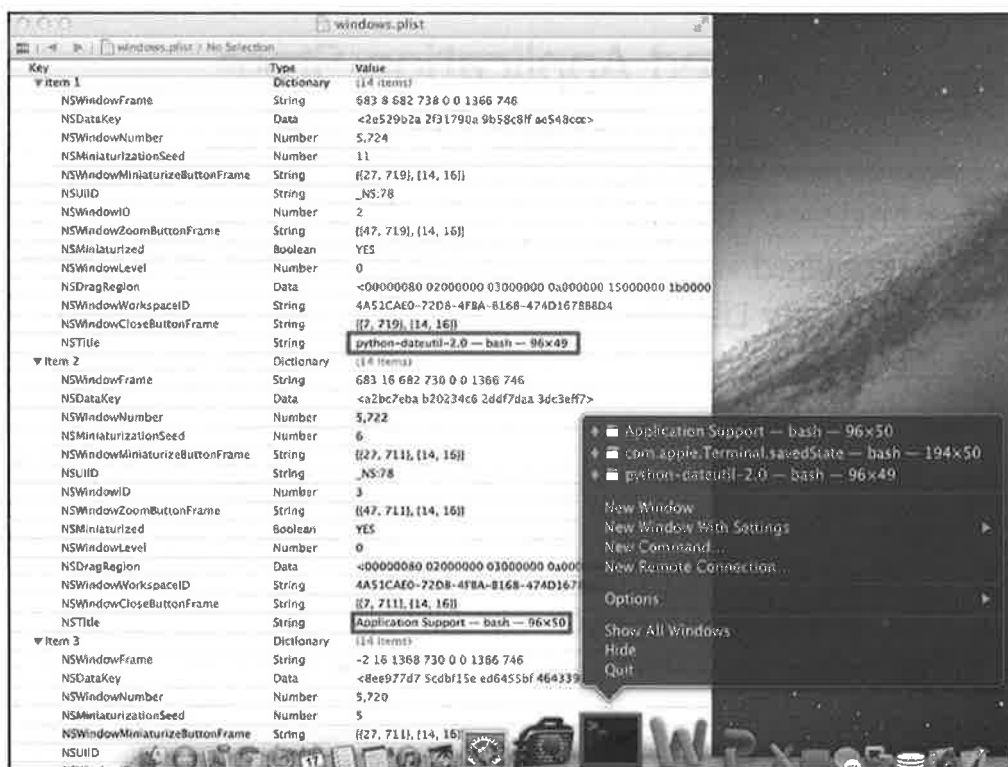 windows.plist
windows.plist / No Selection
Key Type Value
Item 1 Dictionary (14 items)
NSWindowFrame String 683 8 682 738 0 0 1366 746
NSDataKey Data <2e529b2a 2f31790a 9b58c8ff ae548ccc>
NSWindowNumber Number 5,724
NSMiniaturizationSeed Number 11
NSWindowMiniaturizeButtonFrame String {{27, 719}, {14, 16}}
NSUIID String _NS:78
NSWindowID Number 2
NSWindowZoomButtonFrame String {{47, 719}, {14, 16}}
NSMiniaturized Boolean YES
NSWindowLevel Number 0
NSDragRegion Data <00000080 02000000 03000000 0a000000 15000000 1b0000
NSWindowWorkspaceID String 4A51CAE0-72D8-4F8A-8168-474D167B88D4
NSWindowCloseButtonFrame String {{7, 719}, {14, 16}}
NSTitle String python-dateutil-2.0 — bash — 96×49
Item 2 Dictionary (14 items)
NSWindowFrame String 683 16 682 730 0 0 1366 746
NSDataKey Data <a2bc7eba b20234c6 2ddf7daa 3dc3eff7>
NSWindowNumber Number 5,722
NSMiniaturizationSeed Number 6
NSWindowMiniaturizeButtonFrame String {{27, 711}, {14, 16}}
NSUIID String _NS:78
NSWindowID Number 3
NSWindowZoomButtonFrame String {{47, 711}, {14, 16}}
NSMiniaturized Boolean YES
NSWindowLevel Number 0
NSDragRegion Data <00000080 02000000 03000000 0a000
NSWindowWorkspaceID String 4A51CAE0-72D8-4F8A-8168-474D167
NSWindowCloseButtonFrame String {{7, 711}, {14, 16}}
NSTitle String Application Support — bash — 96×50
Item 3 Dictionary (14 items)
NSWindowFrame String -2 16 1368 730 0 0 1366 746
NSDataKey Data <8ee977d7 5cdbf15e ed6455bf 464339
NSWindowNumber Number 5,720
NSMiniaturizationSeed Number 5
NSWindowMiniaturizeButtonFrame String {{27, 711}, {14, 16}}
NSUIID String
Application Support — bash — 96×50
com.apple.Terminal.savedState — bash — 194×50
python-dateutil-2.0 — bash — 96×49
New Window
New Window With Settings
New Command...
New Remote Connection...
Options
Show All Windows
Hide
Quit
17